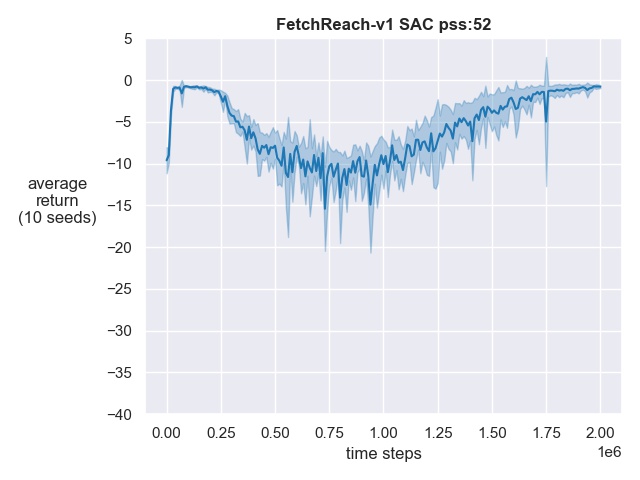 FetchReach-v1 SAC pss:52
5
0
−5
−10
−15
−20
−25
−30
−35
−40
average
return
(10 seeds)
0.00 0.25 0.50 0.75 1.00 1.25 1.50 1.75 2.00
time steps
1e6